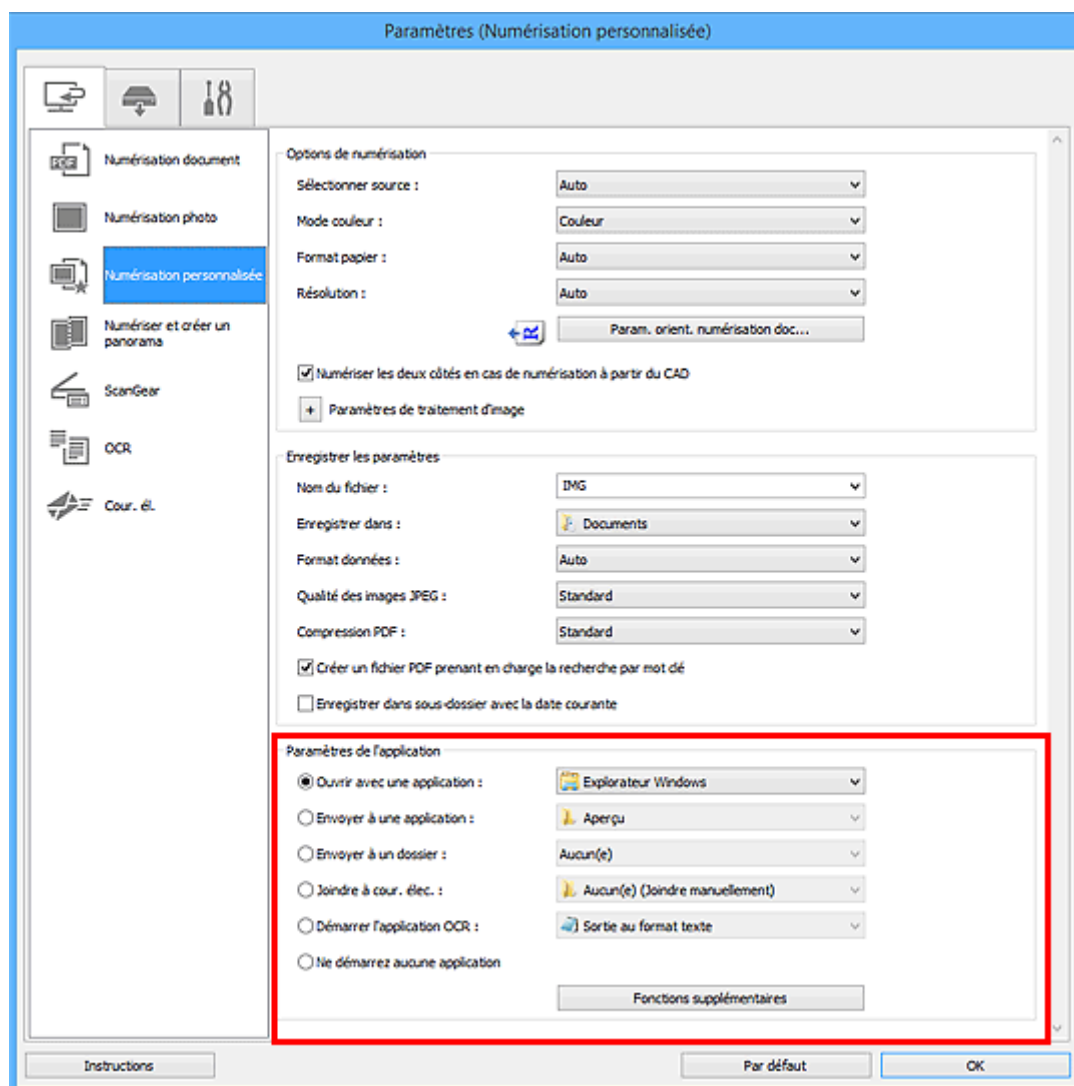 Paramètres (Numérisation personnalisée)
PDF
Numérisation document
Numérisation photo
Numérisation personnalisée
Numériser et créer un
panorama
ScanGear
OCR
Cour. él.
Options de numérisation
Sélectionner source : Auto
Mode couleur : Couleur
Format papier : Auto
Résolution : Auto
R Param. orient. numérisation doc...
Numériser les deux côtés en cas de numérisation à partir du CAD
+ Paramètres de traitement d'image
Enregistrer les paramètres
Nom du fichier : IMG
Enregistrer dans : Documents
Format données : Auto
Qualité des images JPEG : Standard
Compression PDF : Standard
Créer un fichier PDF prenant en charge la recherche par mot clé
Enregistrer dans sous-dossier avec la date courante
Paramètres de l'application
Ouvrir avec une application : Explorateur Windows
Envoyer à une application : Aperçu
Envoyer à un dossier : Aucun(e)
Joindre à cour. élec. : Aucun(e) (Joindre manuellement)
Démarrer l'application OCR : Sortie au format texte
Ne démarrez aucune application
Fonctions supplémentaires
Instructions Par défaut OK